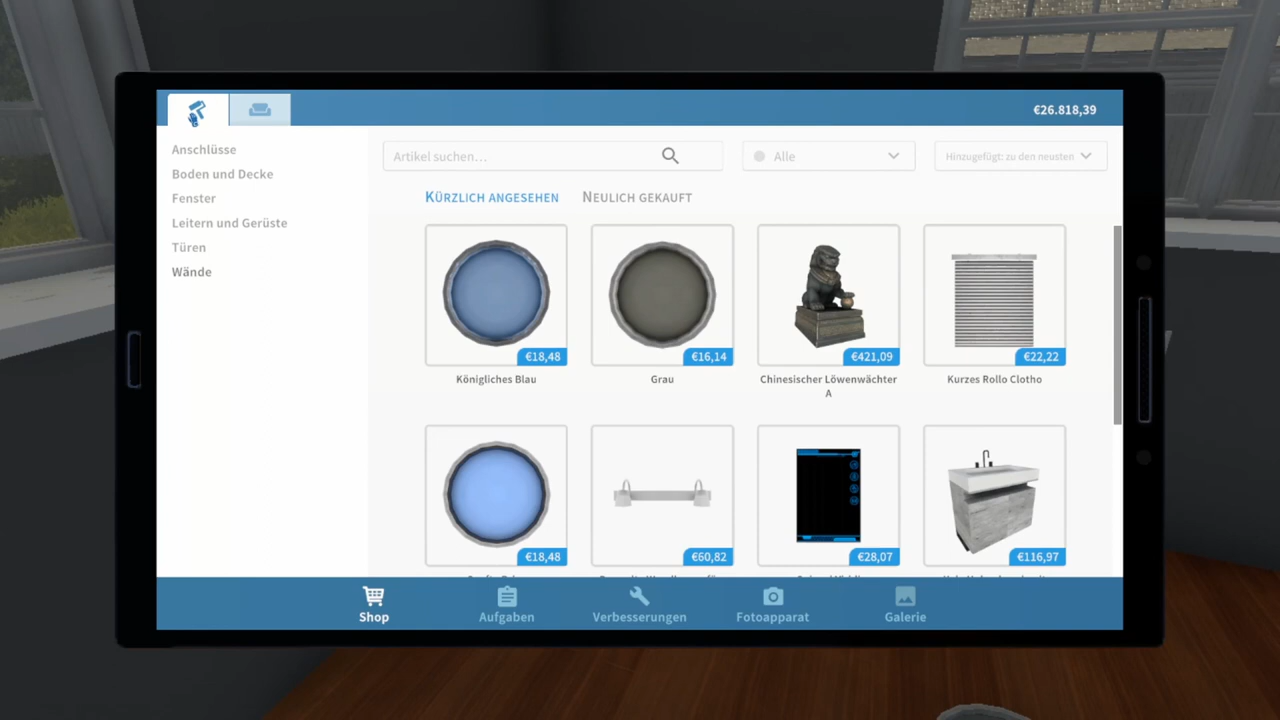 €26.818,39
Anschlüsse
Boden und Decke
Fenster
Leitern und Gerüste
Türen
Wände
Artikel suchen...
Alle
Hinzugefügt: zu den neusten
KÜRZLICH ANGESEHEN
NEULICH GEKAUFT
€18,48
€16,14
€421,09
€22,22
Königliches Blau
Grau
Chinesischer Löwenwächter
A
Kurzes Rollo Clotho
€18,48
€60,82
€28,07
€116,97
Shop
Aufgaben
Verbesserungen
Fotoapparat
Galerie